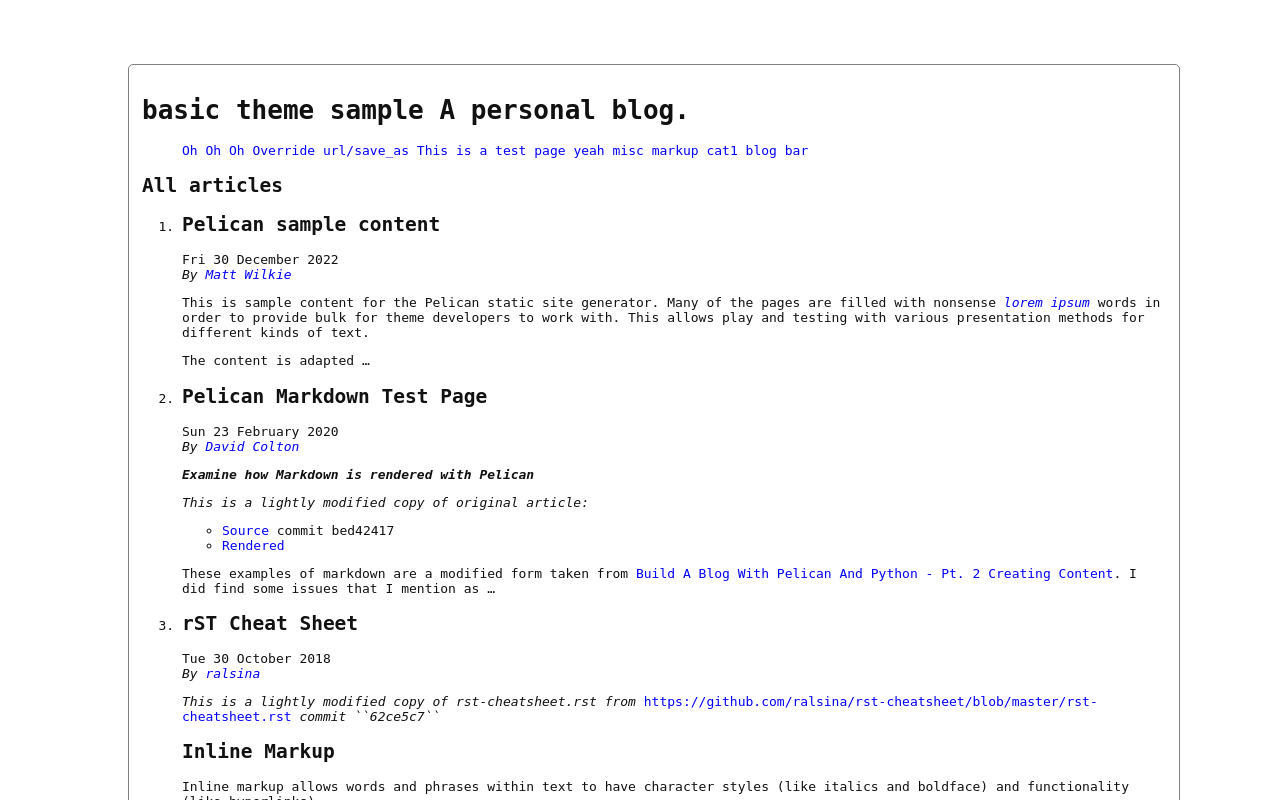 basic theme sample A personal blog.
Oh Oh Oh Override url/save_as This is a test page yeah misc markup cat1 blog bar
All articles
1. Pelican sample content
Fri 30 December 2022
By Matt Wilkie
This is sample content for the Pelican static site generator. Many of the pages are filled with nonsense lorem ipsum words in
order to provide bulk for theme developers to work with. This allows play and testing with various presentation methods for
different kinds of text.
The content is adapted …
2. Pelican Markdown Test Page
Sun 23 February 2020
By David Colton
Examine how Markdown is rendered with Pelican
This is a lightly modified copy of original article:
◦ Source commit bed42417
◦ Rendered
These examples of markdown are a modified form taken from Build A Blog With Pelican And Python - Pt. 2 Creating Content. I
did find some issues that I mention as …
3. rST Cheat Sheet
Tue 30 October 2018
By ralsina
This is a lightly modified copy of rst-cheatsheet.rst from https://github.com/ralsina/rst-cheatsheet/blob/master/rst-
cheatsheet.rst commit ``62ce5c7``
Inline Markup
Inline markup allows words and phrases within text to have character styles (like italics and boldface) and functionality
(like hyperlinks).